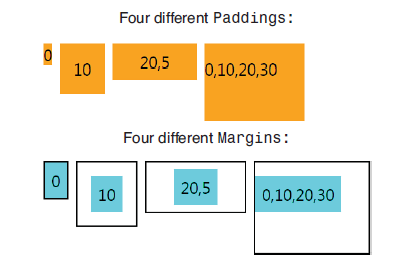 Four different Paddings:
0 10 20,5 0,10,20,30
Four different Margins:
0 10 20,5 0,10,20,30